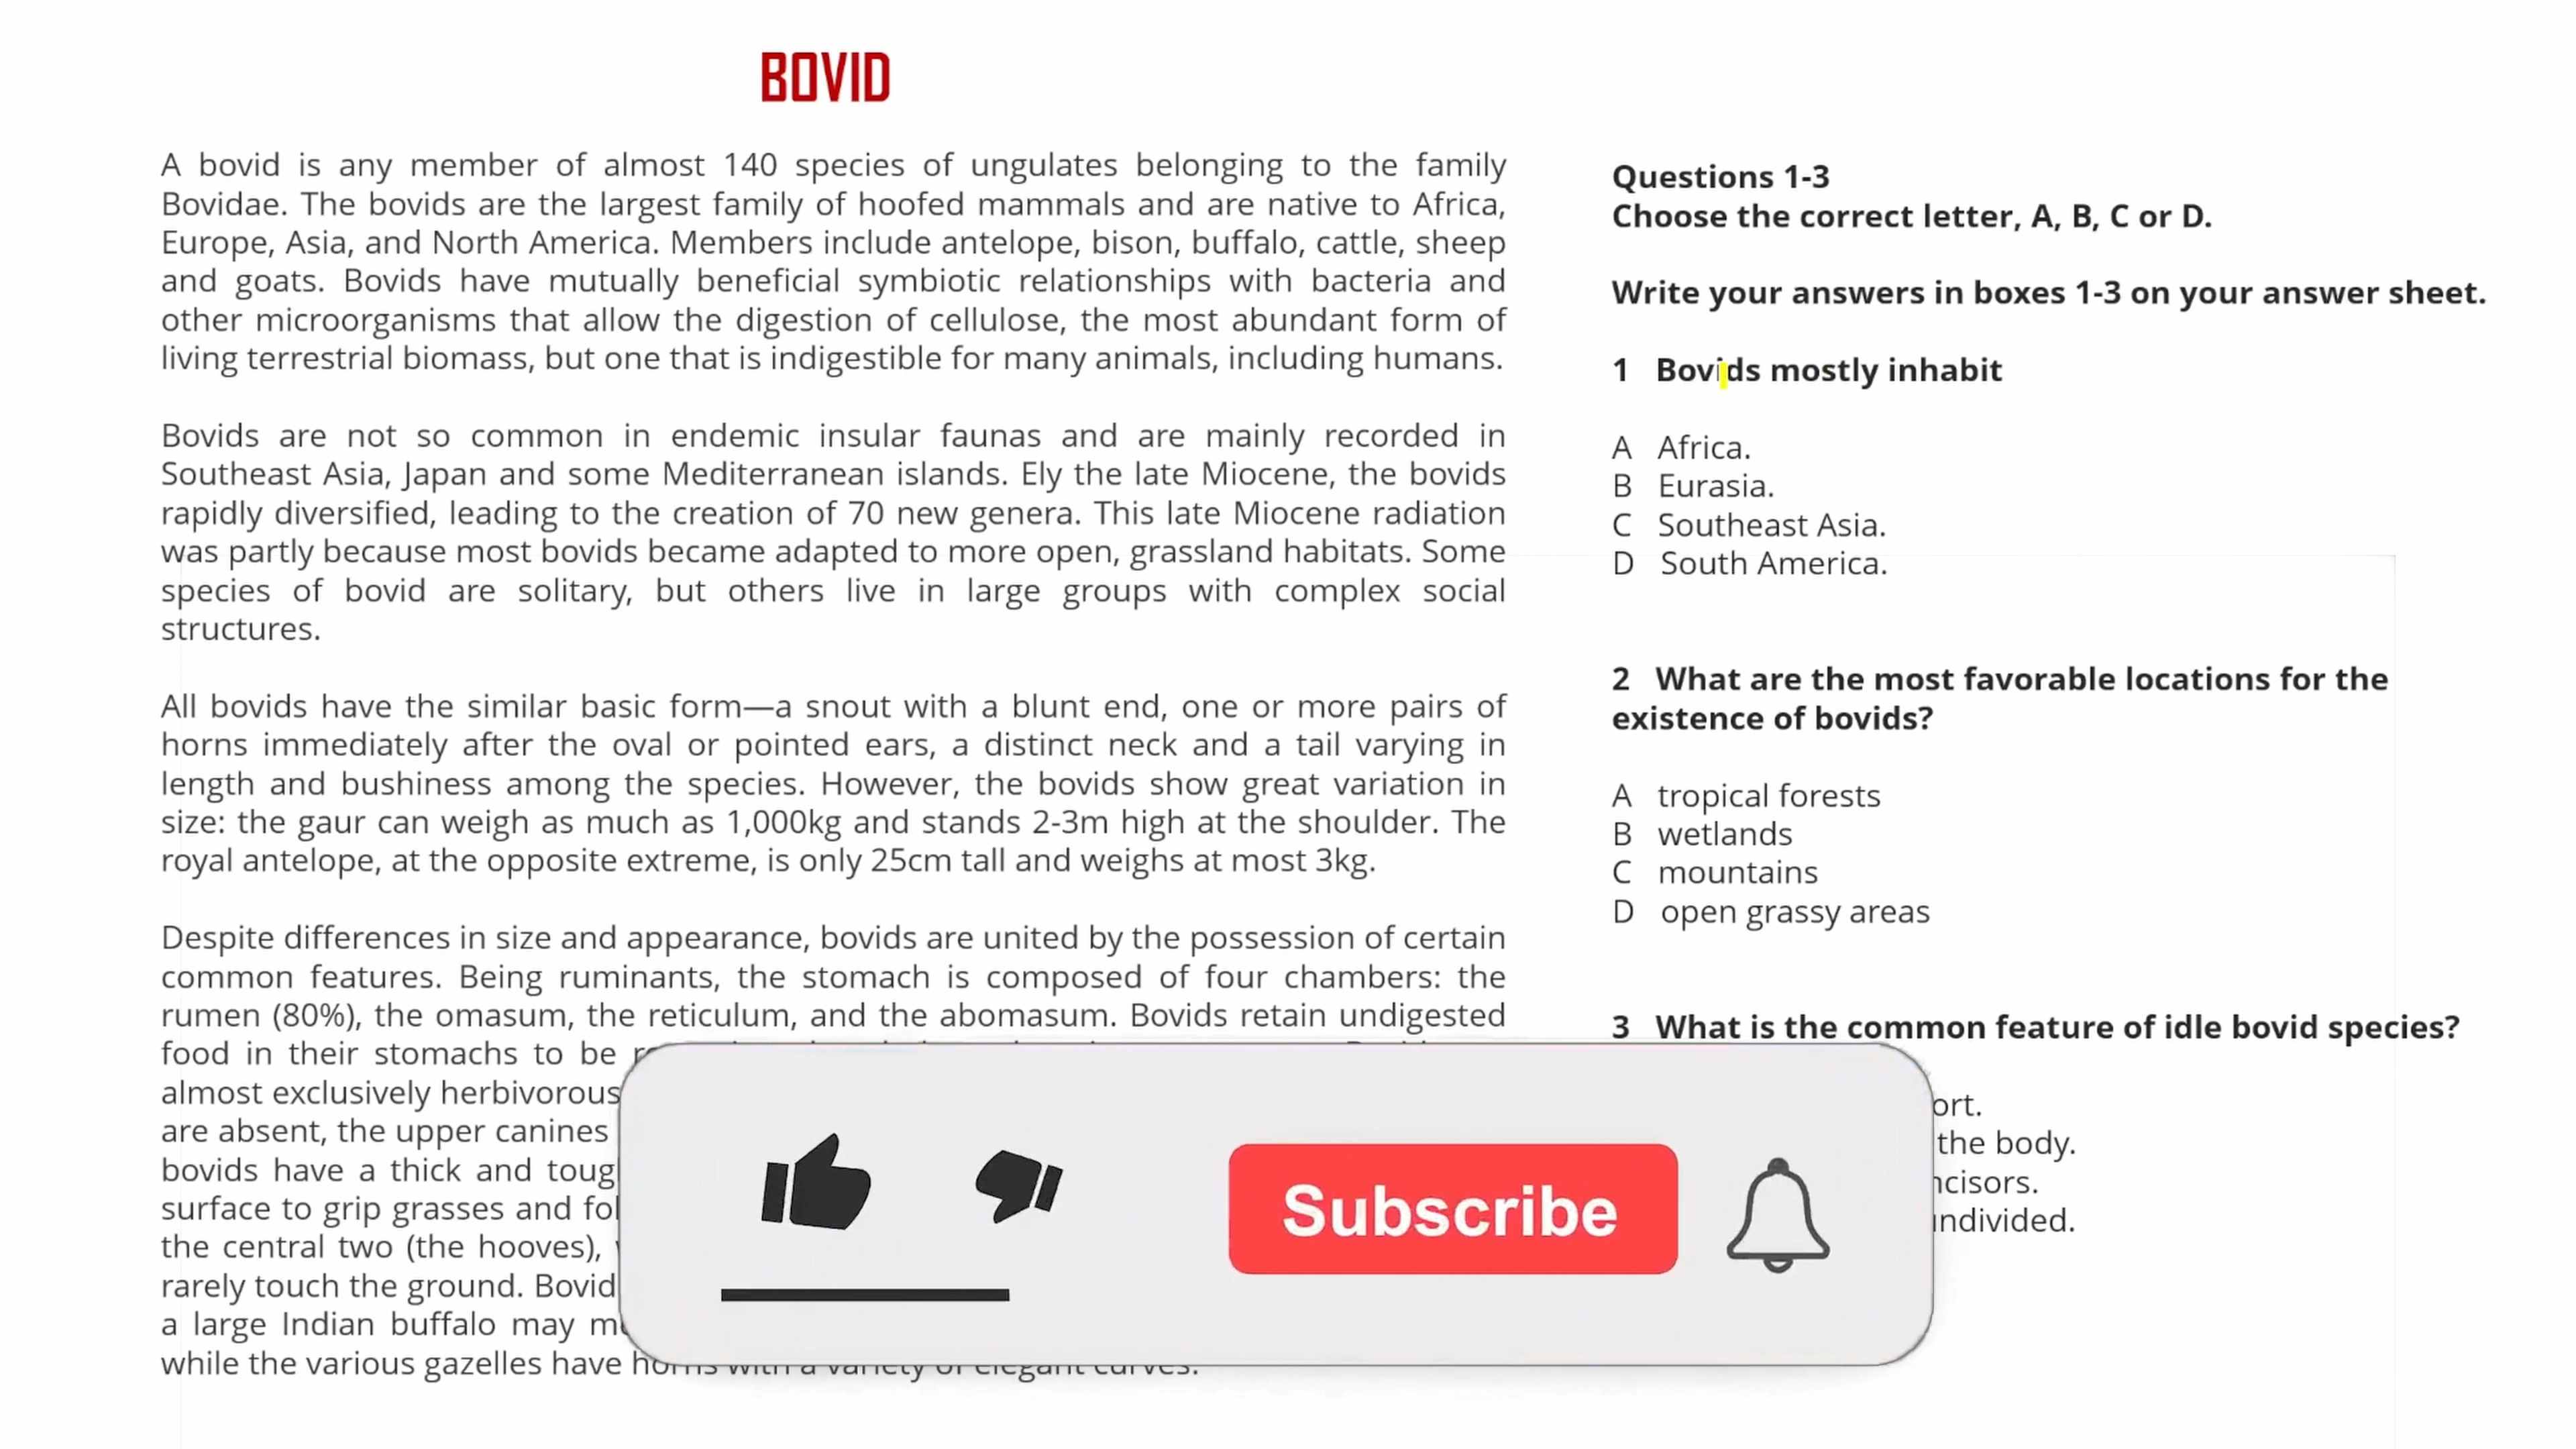 BOVID
A bovid is any member of almost 140 species of ungulates belonging to the family
Bovidae. The bovids are the largest family of hoofed mammals and are native to Africa,
Europe, Asia, and North America. Members include antelope, bison, buffalo, cattle, sheep
and goats. Bovids have mutually beneficial symbiotic relationships with bacteria and
other microorganisms that allow the digestion of cellulose, the most abundant form of
living terrestrial biomass, but one that is indigestible for many animals, including humans.
Bovids are not so common in endemic insular faunas and are mainly recorded in
Southeast Asia, Japan and some Mediterranean islands. Ely the late Miocene, the bovids
rapidly diversified, leading to the creation of 70 new genera. This late Miocene radiation
was partly because most bovids became adapted to more open, grassland habitats. Some
species of bovid are solitary, but others live in large groups with complex social
structures.
All bovids have the similar basic form—a snout with a blunt end, one or more pairs of
horns immediately after the oval or pointed ears, a distinct neck and a tail varying in
length and bushiness among the species. However, the bovids show great variation in
size: the gaur can weigh as much as 1,000kg and stands 2-3m high at the shoulder. The
royal antelope, at the opposite extreme, is only 25cm tall and weighs at most 3kg.
Despite differences in size and appearance, bovids are united by the possession of certain
common features. Being ruminants, the stomach is composed of four chambers: the
rumen (80%), the omasum, the reticulum, and the abomasum. Bovids retain undigested
food in their stomachs to be
almost exclusively herbivorous
are absent, the upper canines
bovids have a thick and
surface to grip grasses and
the central two (the hooves),
rarely touch the ground.
a large Indian buffalo may
while the various gazelles have horns with a variety of elegant curves.
Questions 1-3
Choose the correct letter, A, B, C or D.
Write your answers in boxes 1-3 on your answer sheet.
1 Bovids mostly inhabit
A Africa.
B Eurasia.
C Southeast Asia.
D South America.
2 What are the most favorable locations for the
existence of bovids?
A tropical forests
B wetlands
C mountains
D open grassy areas
3 What is the common feature of idle bovid species?
the body.
Subscribe